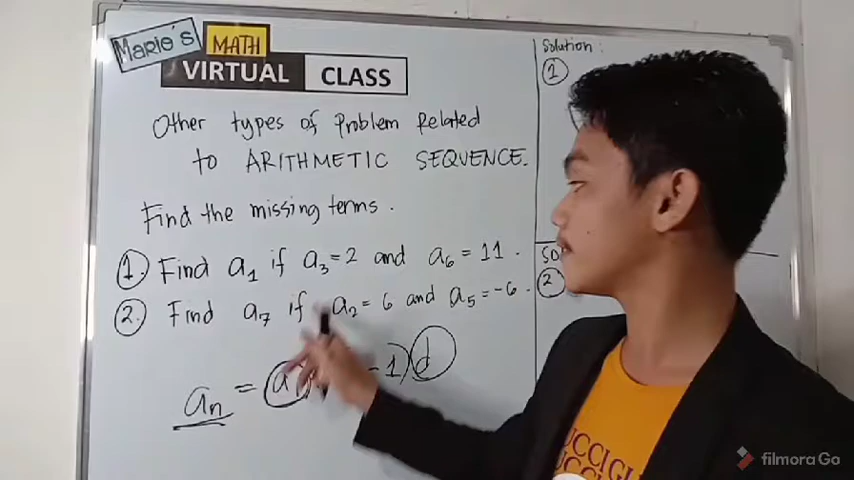 Mario's
MATH
VIRTUAL CLASS
Other types of Problem Related
to ARITHMETIC SEQUENCE.
Find the missing terms.
1. Find a₁ if a₃ = 2 and a₆ = 11.
2. Find a₇ if a₂ = 6 and a₅ = -6.
aₙ = a - 1) d
Solution:
1
So
2
GUCCI
GUCCI
filmora Go